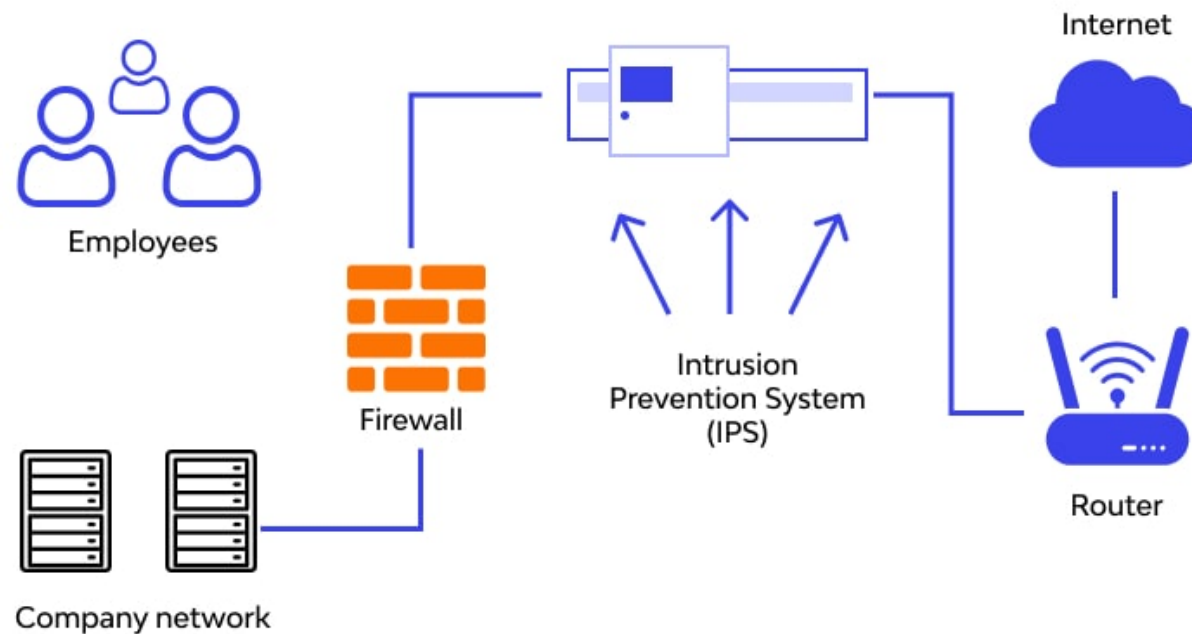 Internet
Employees
Intrusion
Prevention System
(IPS)
Firewall
Router
Company network